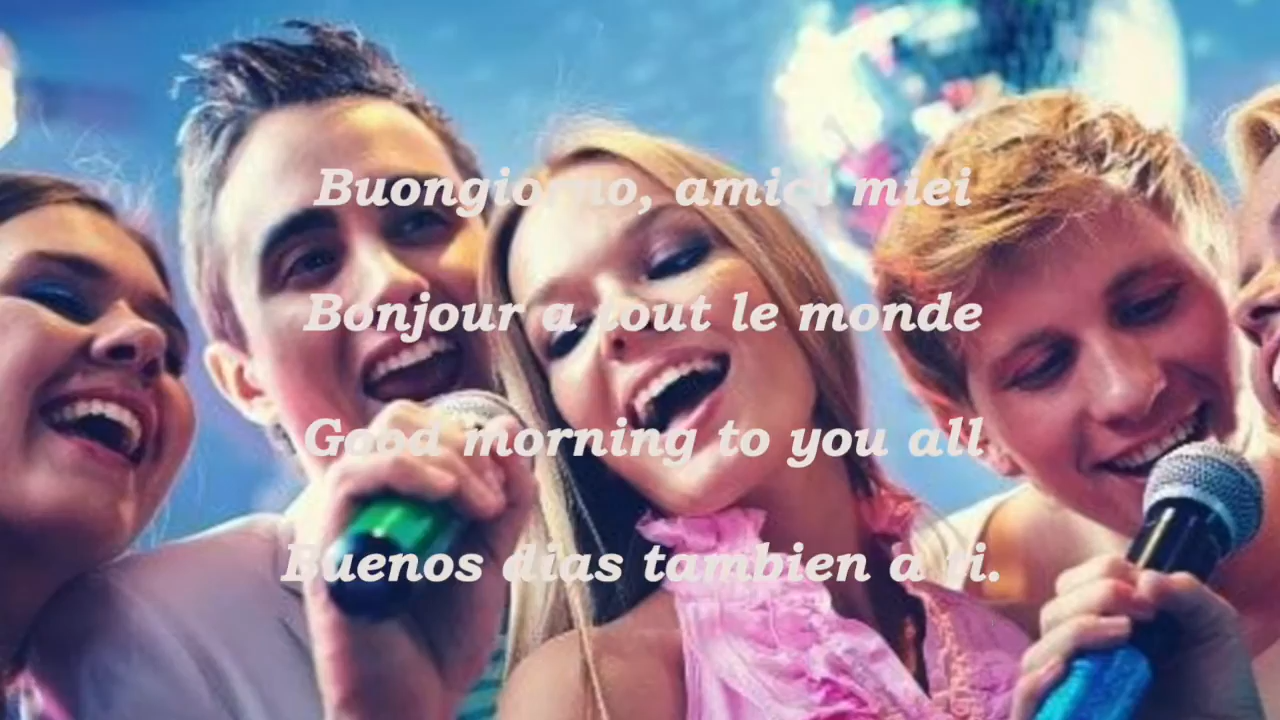 Buongiorno, amici miei
Bonjour a tout le monde
Good morning to you all
Buenos dias tambien a ti.